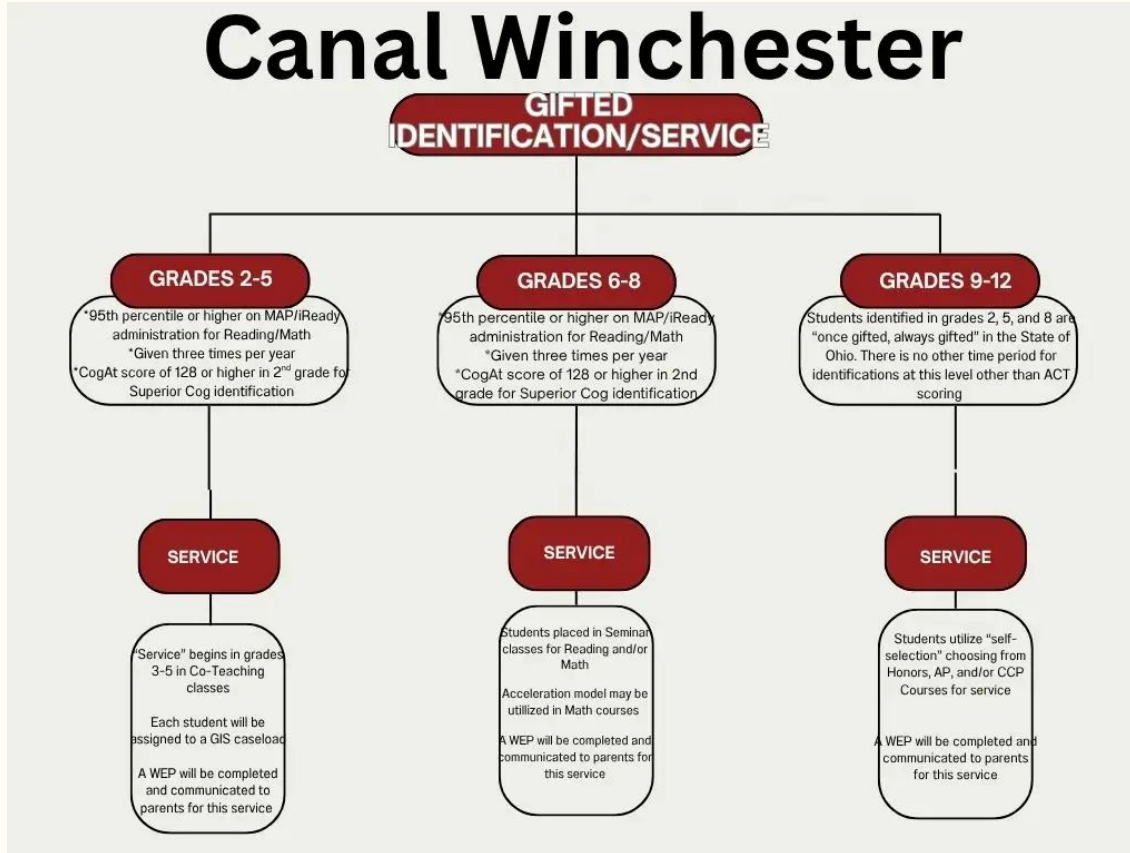 Canal Winchester
GIFTED
IDENTIFICATION/SERVICE
GRADES 2-5
*95th percentile or higher on MAP/iReady
administration for Reading/Math
*Given three times per year
*CogAt score of 128 or higher in 2nd grade for
Superior Cog identification
SERVICE
“Service” begins in grades
3-5 in Co-Teaching
classes
Each student will be
assigned to a GIS caseload
A WEP will be completed
and communicated to
parents for this service
GRADES 6-8
*95th percentile or higher on MAP/iReady
administration for Reading/Math
*Given three times per year
*CogAt score of 128 or higher in 2nd
grade for Superior Cog identification
SERVICE
Students placed in Seminar
classes for Reading and/or
Math
Acceleration model may be
utillized in Math courses
A WEP will be completed and
communicated to parents for
this service
GRADES 9-12
Students identified in grades 2, 5, and 8 are
“once gifted, always gifted” in the State of
Ohio. There is no other time period for
identifications at this level other than ACT
scoring
SERVICE
Students utilize “self-
selection” choosing from
Honors, AP, and/or CCP
Courses for service
A WEP will be completed and
communicated to parents
for this service